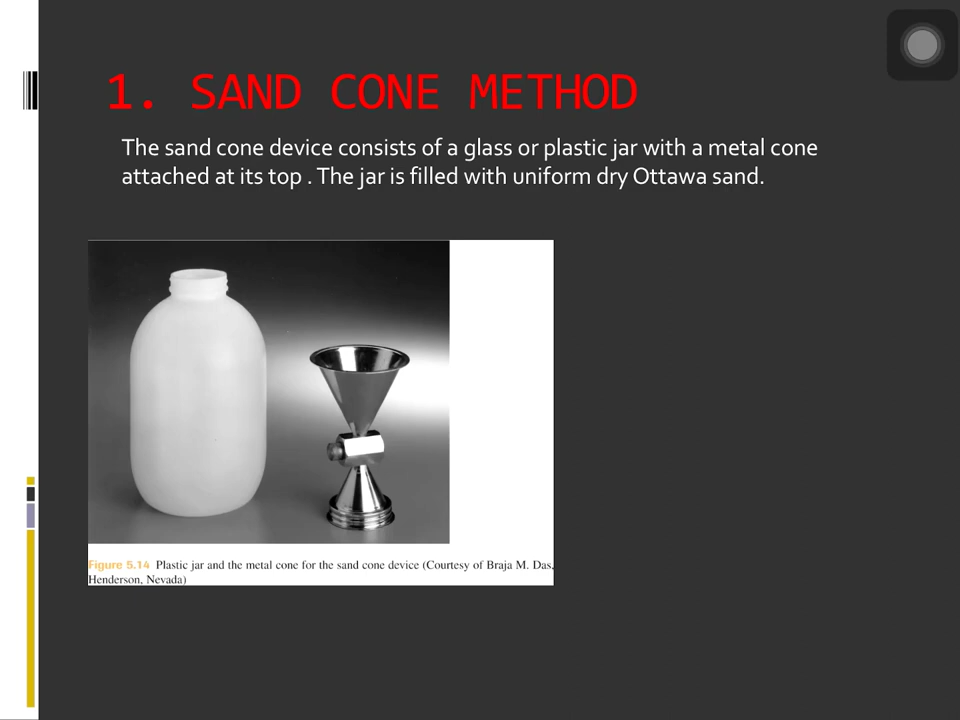 1. SAND CONE METHOD
The sand cone device consists of a glass or plastic jar with a metal cone
attached at its top . The jar is filled with uniform dry Ottawa sand.
Figure 5.14 Plastic jar and the metal cone for the sand cone device (Courtesy of Braja M. Das,
Henderson, Nevada)